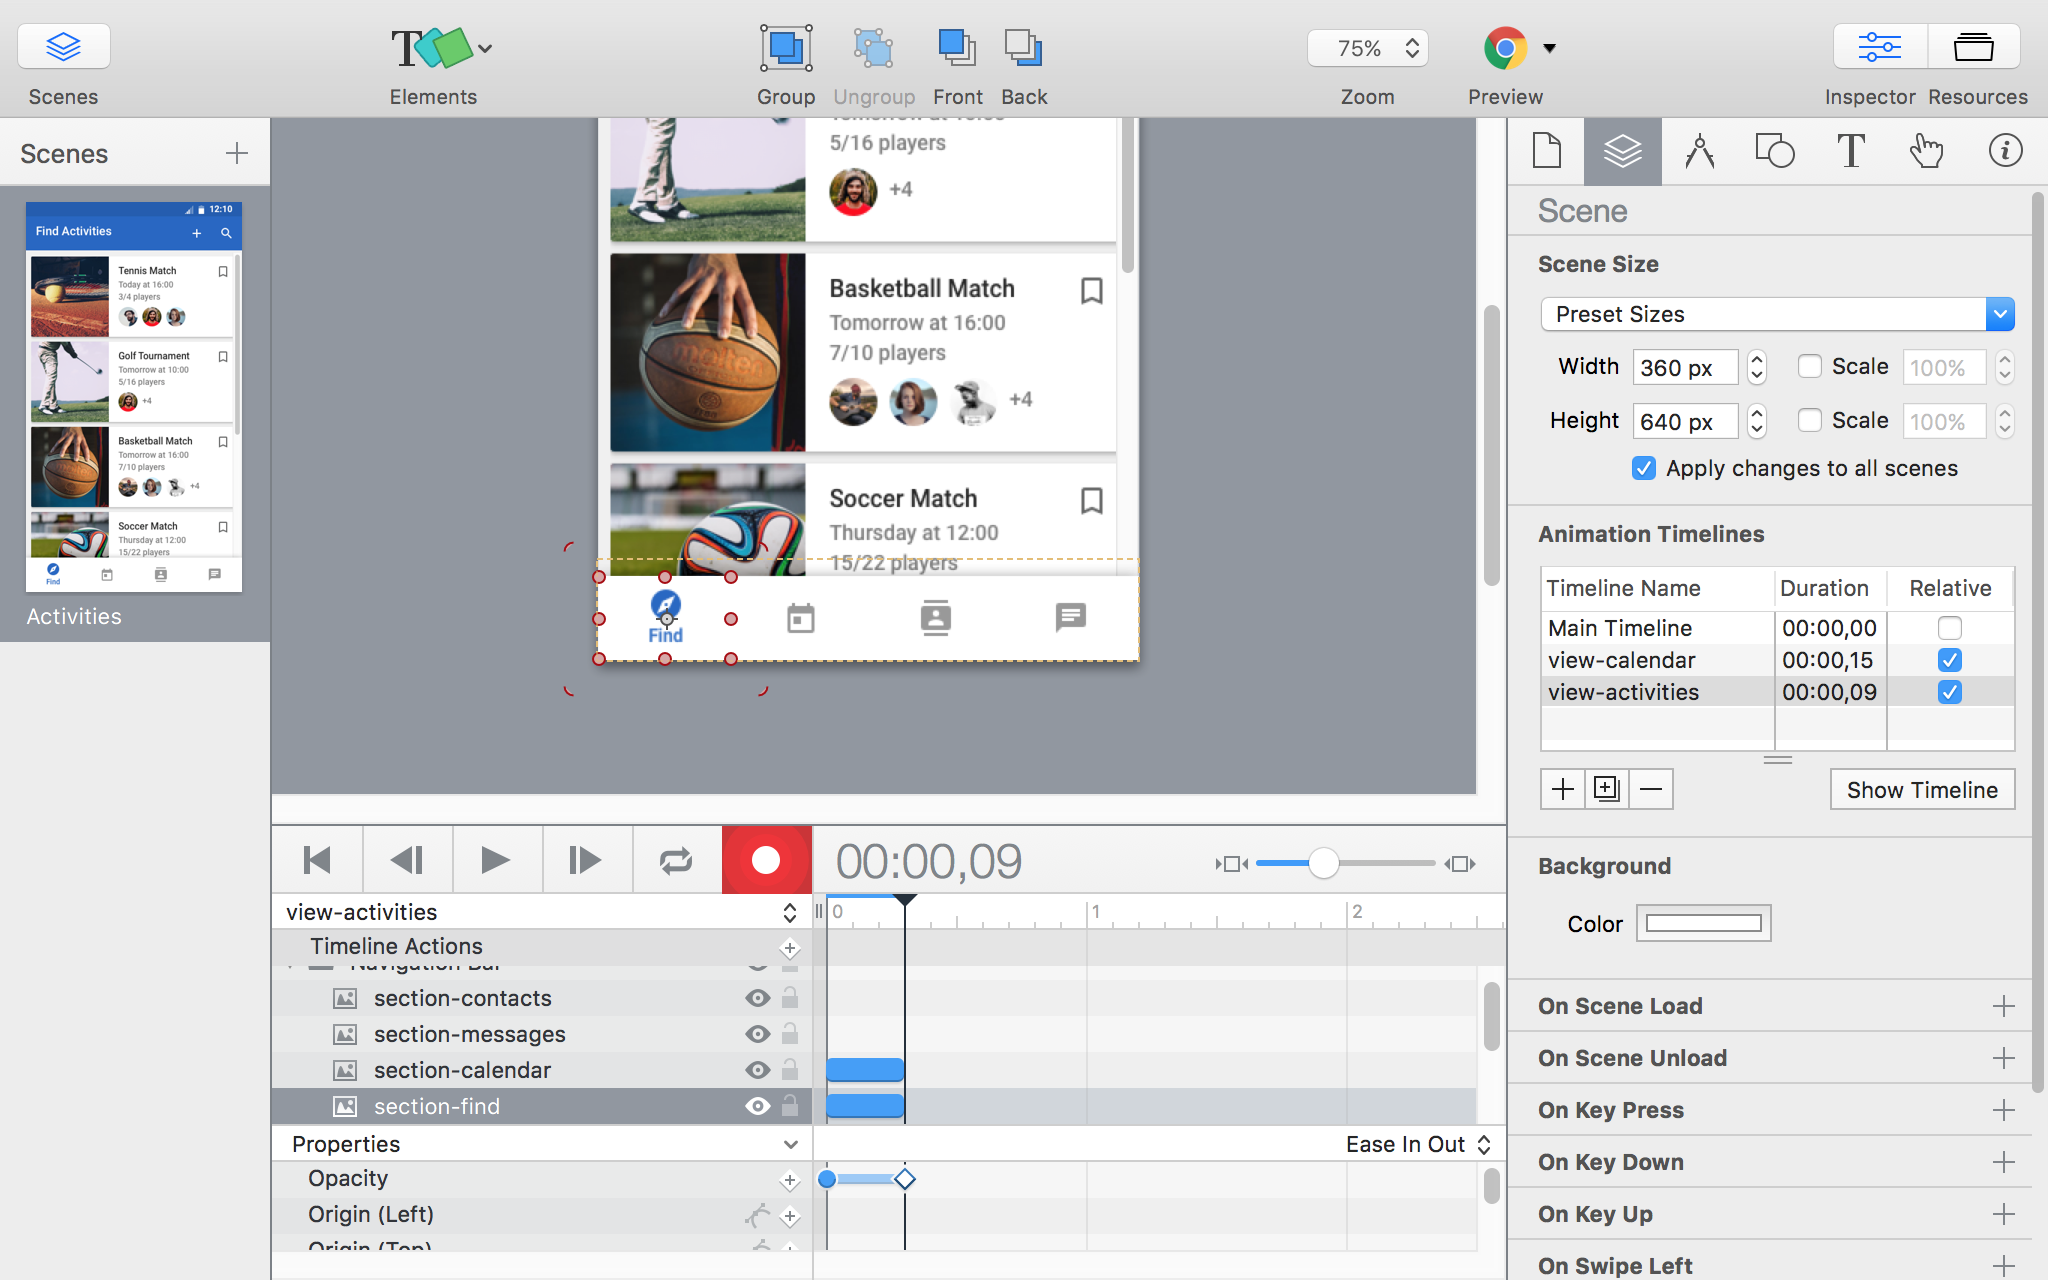 T
75%
Scenes
Elements
Group
Ungroup
Front
Back
Zoom
Preview
Inspector
Resources
Scenes
12:10
Find Activities
Tennis Match
Today at 16:00
3/4 players
Golf Tournament
Tomorrow at 10:00
5/16 players
+4
Basketball Match
Tomorrow at 16:00
7/10 players
+4
Soccer Match
Thursday at 12:00
15/22 players
Find
Activities
5/16 players
+4
Basketball Match
Tomorrow at 16:00
7/10 players
+4
Soccer Match
Thursday at 12:00
15/22 players
Find
T
Scene
Scene Size
Preset Sizes
Width
360 px
Scale
100%
Height
640 px
Scale
100%
Apply changes to all scenes
Animation Timelines
Timeline Name Duration Relative
Main Timeline 00:00,00
view-calendar 00:00,15
view-activities 00:00,09
Show Timeline
Background
Color
On Scene Load
On Scene Unload
On Key Press
On Key Down
On Key Up
On Swipe Left
00:00,09
view-activities
0 1 2
Timeline Actions
Navigation Bar
section-contacts
section-messages
section-calendar
section-find
Properties
Ease In Out
Opacity
Origin (Left)
Origin (Top)